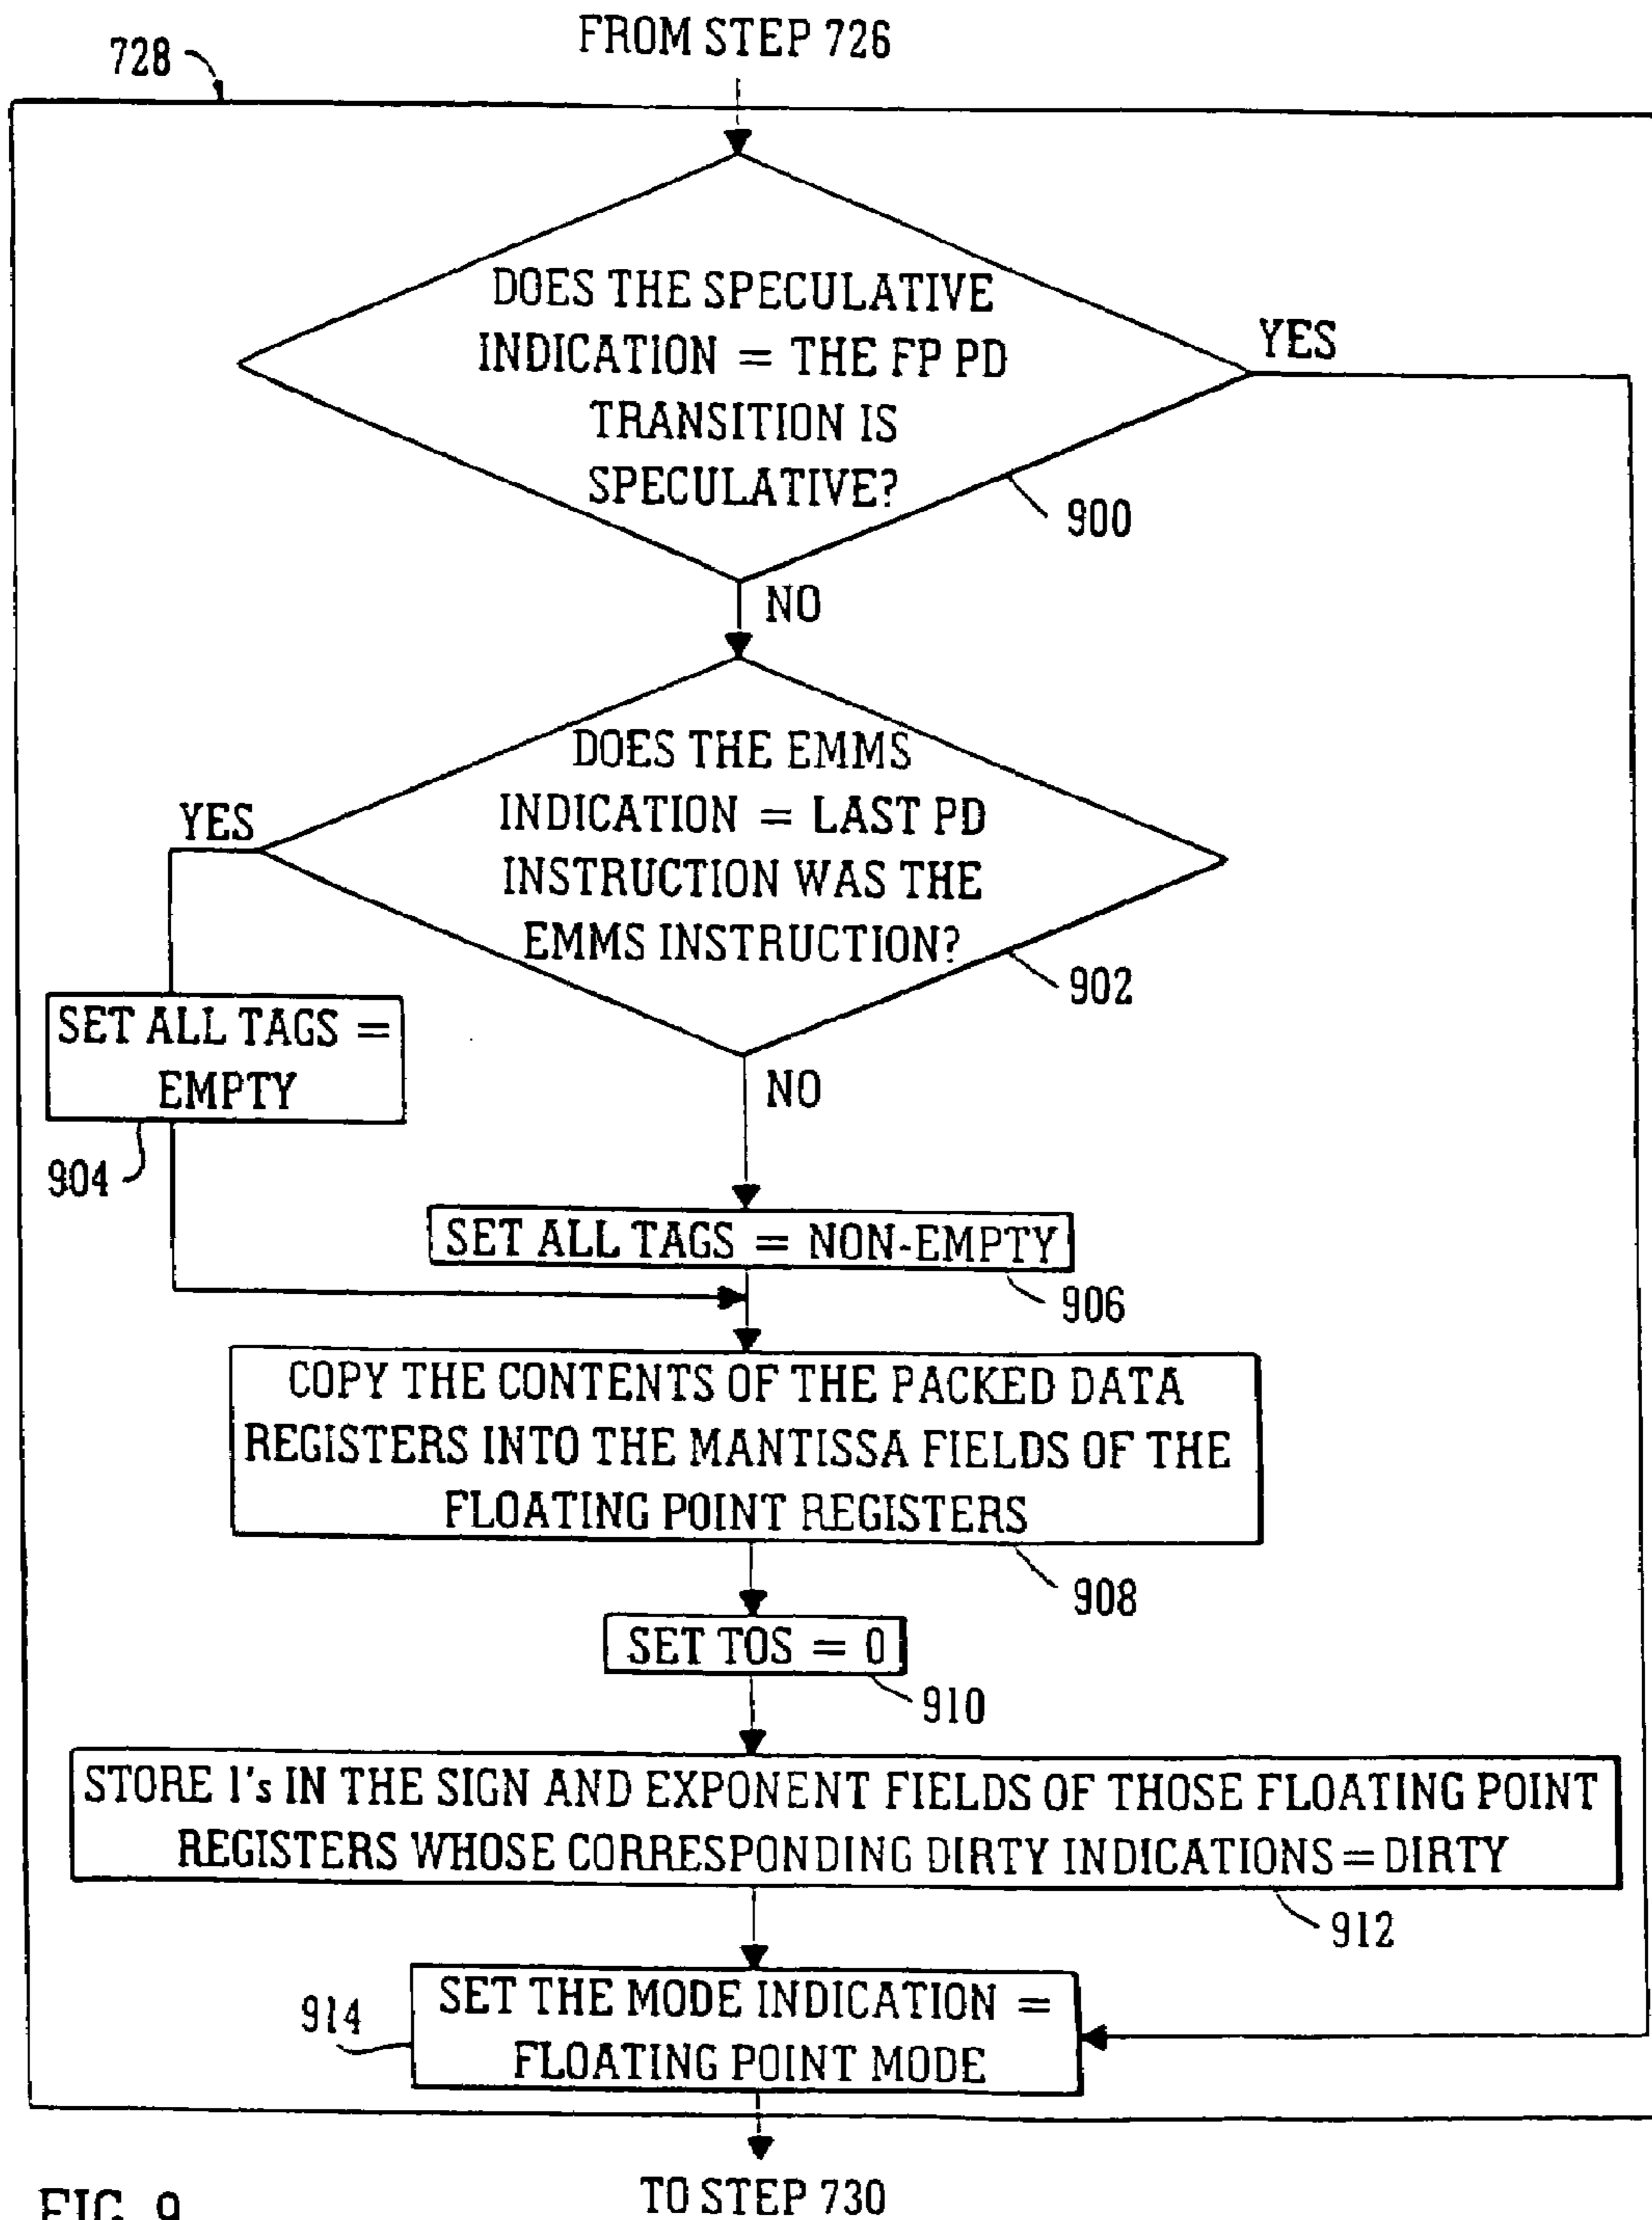 FROM STEP 726
728
DOES THE SPECULATIVE
INDICATION = THE FP PD
TRANSITION IS
SPECULATIVE?
YES
900
NO
DOES THE EMMS
INDICATION = LAST PD
INSTRUCTION WAS THE
EMMS INSTRUCTION?
YES
902
SET ALL TAGS =
EMPTY
NO
904
SET ALL TAGS = NON-EMPTY
906
COPY THE CONTENTS OF THE PACKED DATA
REGISTERS INTO THE MANTISSA FIELDS OF THE
FLOATING POINT REGISTERS
908
SET TOS = 0
910
STORE 1's IN THE SIGN AND EXPONENT FIELDS OF THOSE FLOATING POINT
REGISTERS WHOSE CORRESPONDING DIRTY INDICATIONS = DIRTY
912
914
SET THE MODE INDICATION =
FLOATING POINT MODE
TO STEP 730
FIG. 9